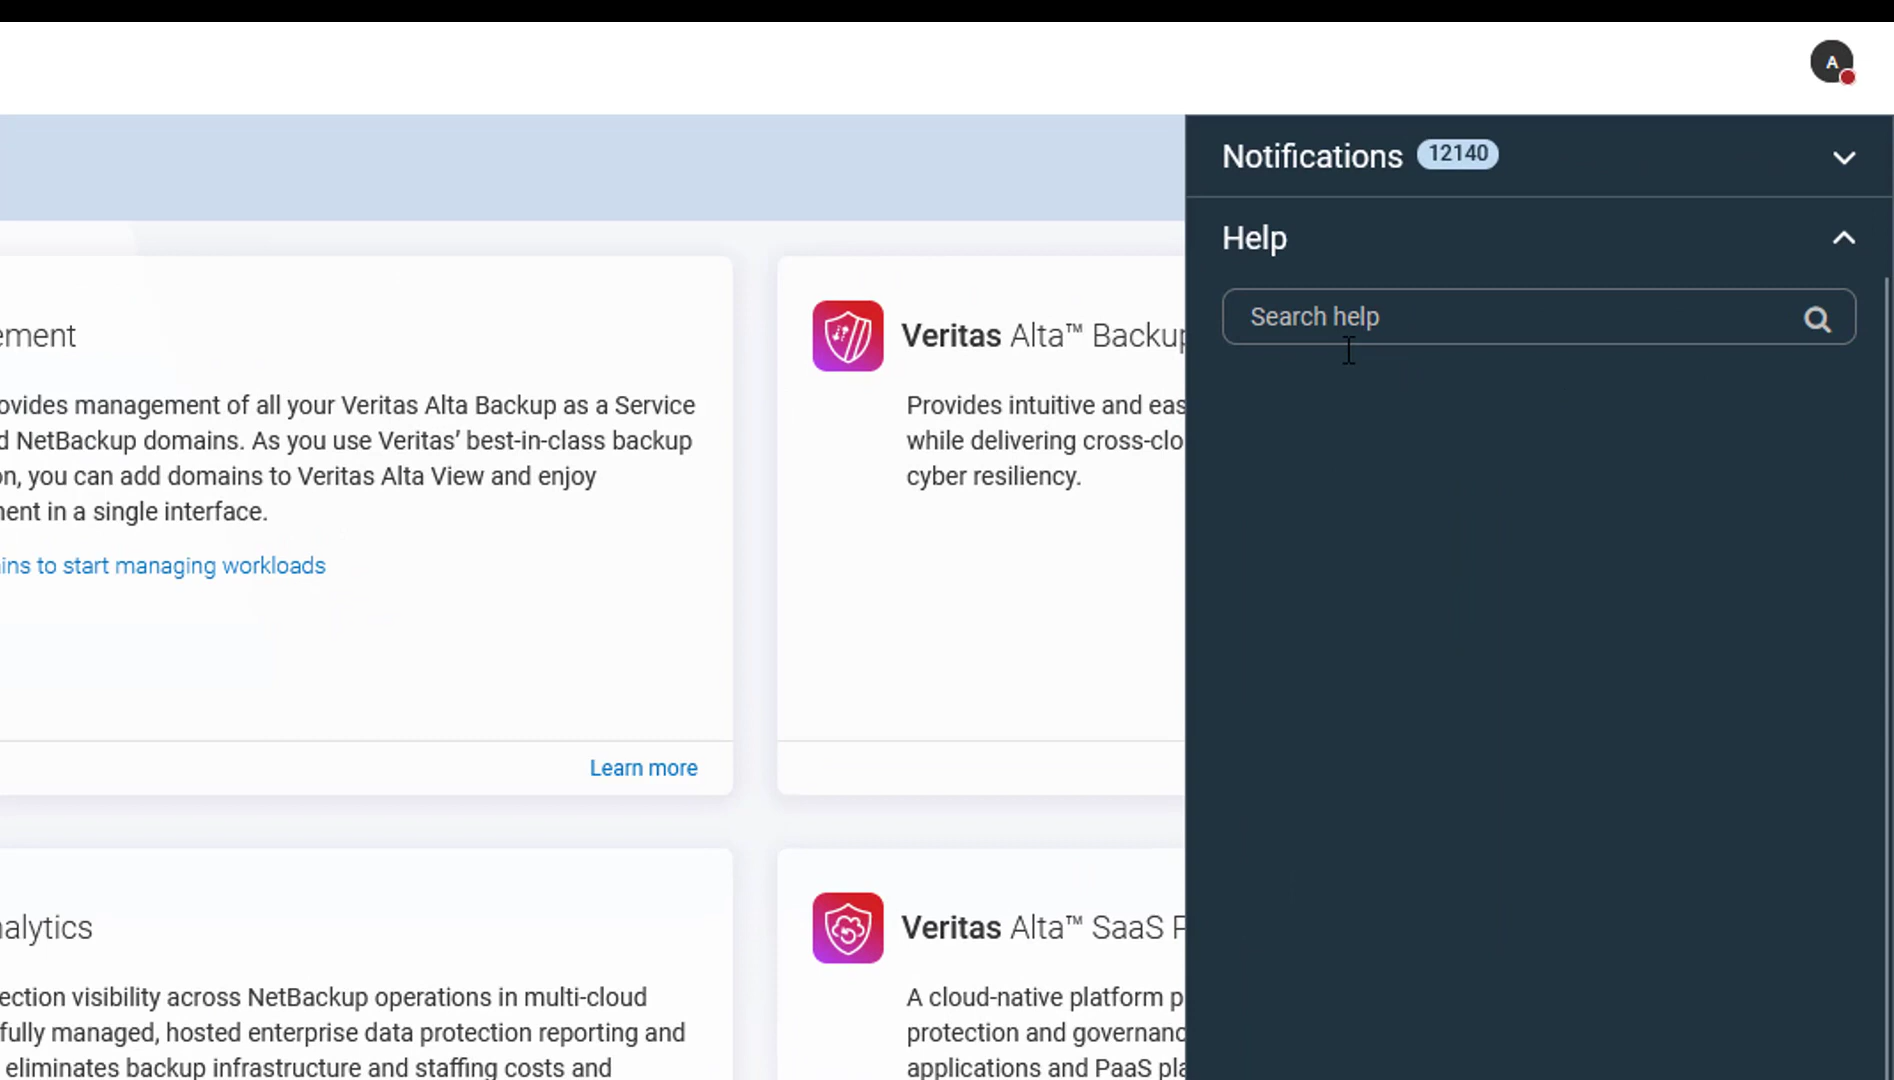 A
Notifications 12140
Help
Search help
ement
ovides management of all your Veritas Alta Backup as a Service
d NetBackup domains. As you use Veritas’ best-in-class backup
on, you can add domains to Veritas Alta View and enjoy
nent in a single interface.
ins to start managing workloads
Learn more
Veritas Alta™ Backup
Provides intuitive and eas
while delivering cross-clo
cyber resiliency.
nalytics
ection visibility across NetBackup operations in multi-cloud
fully managed, hosted enterprise data protection reporting and
eliminates backup infrastructure and staffing costs and
Veritas Alta™ SaaS P
A cloud-native platform p
protection and governanc
applications and PaaS pla